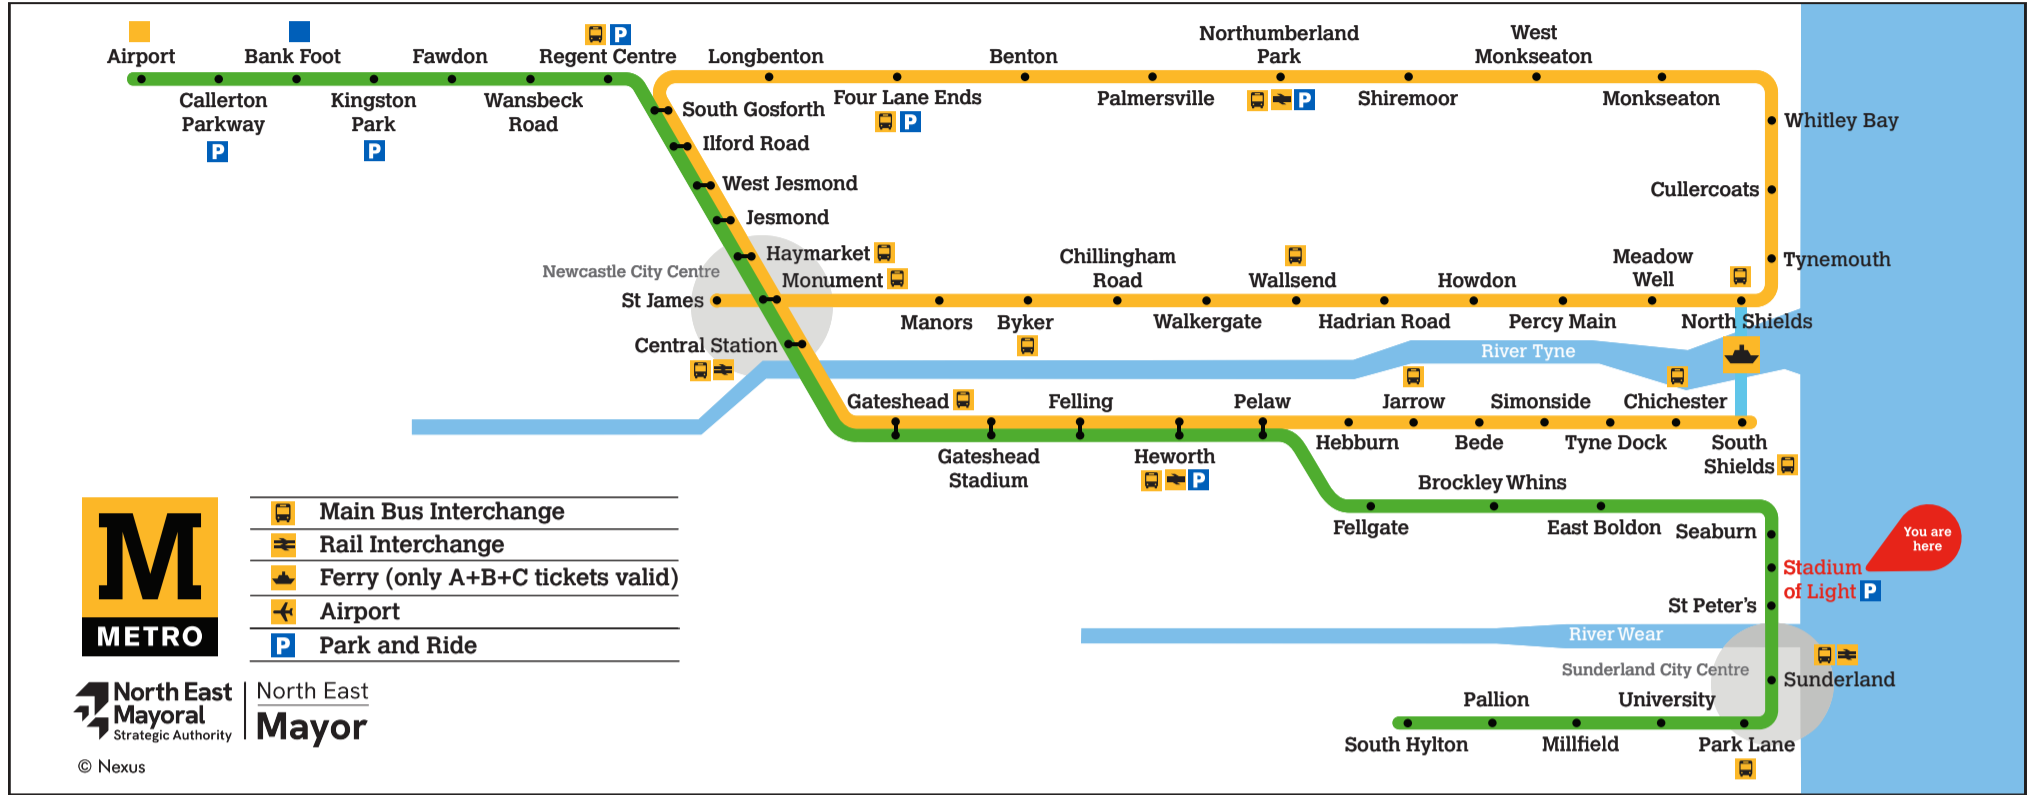 Airport
Callerton
Parkway
P
Bank Foot
Kingston
Park
P
Fawdon
Wansbeck
Road
P
Regent Centre
South Gosforth
Ilford Road
West Jesmond
Jesmond
Haymarket
Monument
Newcastle City Centre
St James
Central Station
Longbenton
Four Lane Ends
P
Benton
Palmersville
Northumberland
Park
P
Shiremoor
West
Monkseaton
Monkseaton
Whitley Bay
Cullercoats
Tynemouth
Manors
Byker
Chillingham
Road
Walkergate
Wallsend
Hadrian Road
Howdon
Percy Main
Meadow
Well
North Shields
River Tyne
Gateshead
Gateshead
Stadium
Felling
Heworth
P
Pelaw
Hebburn
Jarrow
Bede
Simonside
Tyne Dock
Chichester
South
Shields
Fellgate
Brockley Whins
East Boldon
Seaburn
Stadium
of Light P
You are
here
St Peter's
River Wear
Sunderland City Centre
Sunderland
Park Lane
University
Millfield
Pallion
South Hylton
M
METRO
Main Bus Interchange
Rail Interchange
Ferry (only A+B+C tickets valid)
Airport
P Park and Ride
North East
Mayoral
Strategic Authority
North East
Mayor
© Nexus